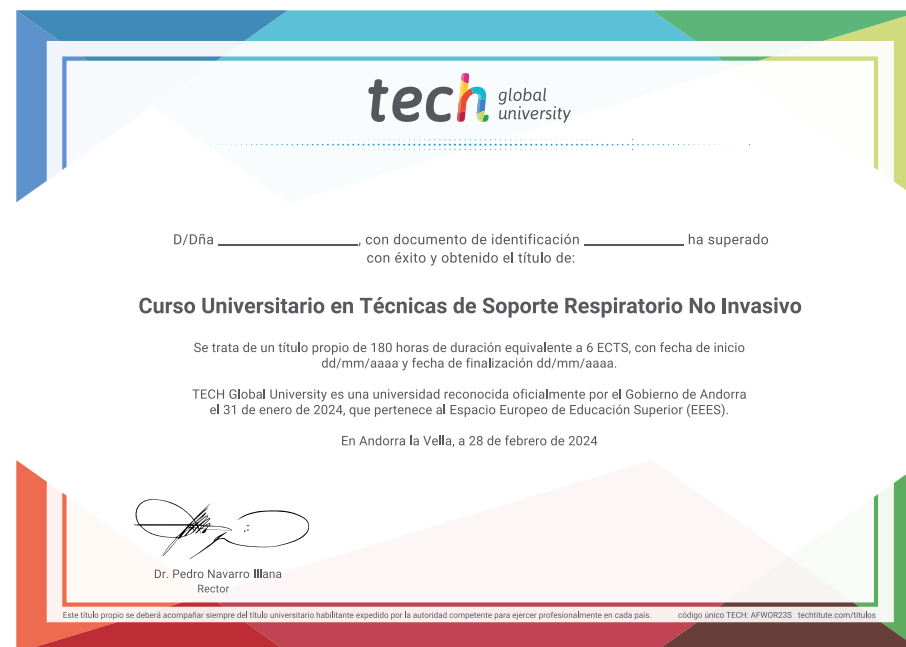 tech global university
D/Dña ____________________, con documento de identificación ______________ ha superado
con éxito y obtenido el título de:
Curso Universitario en Técnicas de Soporte Respiratorio No Invasivo
Se trata de un título propio de 180 horas de duración equivalente a 6 ECTS, con fecha de inicio
dd/mm/aaaa y fecha de finalización dd/mm/aaaa.
TECH Global University es una universidad reconocida oficialmente por el Gobierno de Andorra
el 31 de enero de 2024, que pertenece al Espacio Europeo de Educación Superior (EEES).
En Andorra la Vella, a 28 de febrero de 2024
Dr. Pedro Navarro Illana
Rector
Este título propio se deberá acompañar siempre del título universitario habilitante expedido por la autoridad competente para ejercer profesionalmente en cada país. código único TECH: AFWOR23S techtitute.com/titulos